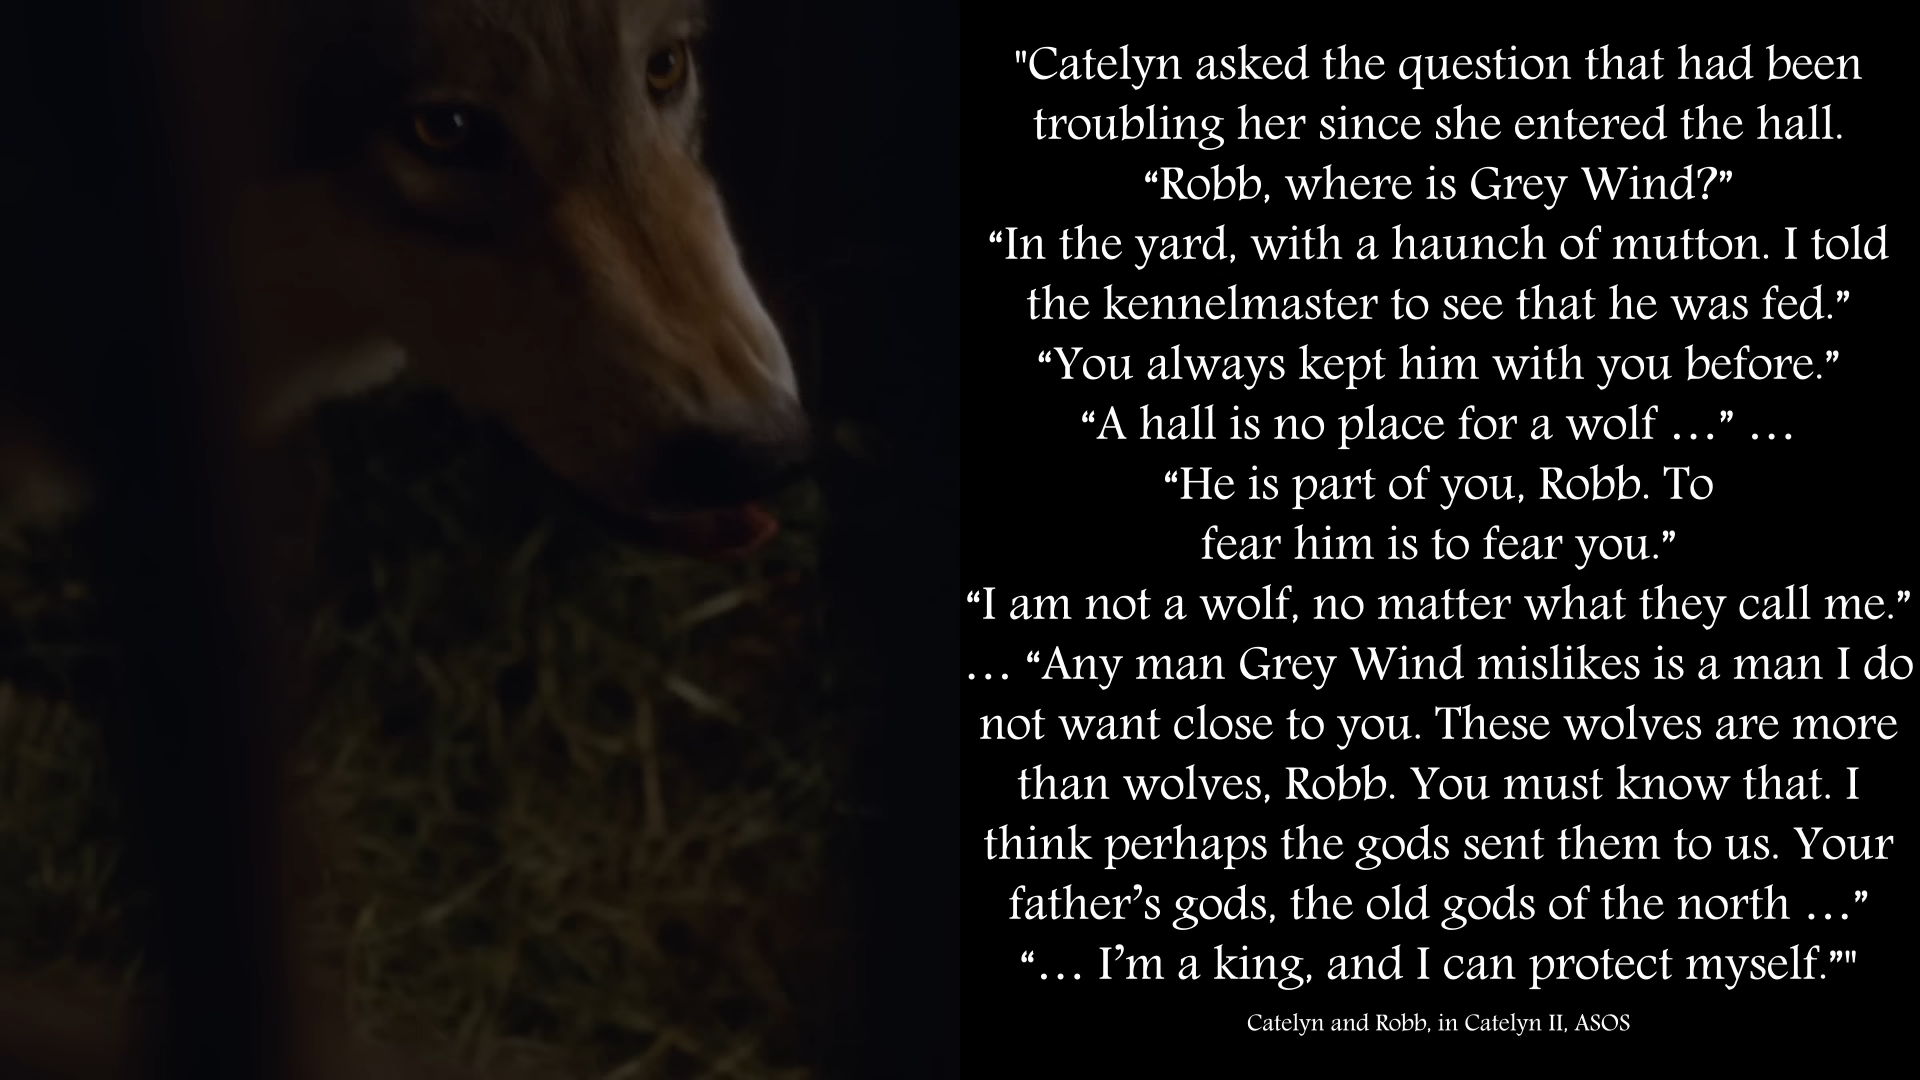 "Catelyn asked the question that had been
troubling her since she entered the hall.
“Robb, where is Grey Wind?”
“In the yard, with a haunch of mutton. I told
the kennelmaster to see that he was fed.”
“You always kept him with you before.”
“A hall is no place for a wolf …” …
“He is part of you, Robb. To
fear him is to fear you.”
“I am not a wolf, no matter what they call me.”
… “Any man Grey Wind mislikes is a man I do
not want close to you. These wolves are more
than wolves, Robb. You must know that. I
think perhaps the gods sent them to us. Your
father’s gods, the old gods of the north …”
“… I’m a king, and I can protect myself.”"
Catelyn and Robb, in Catelyn II, ASOS